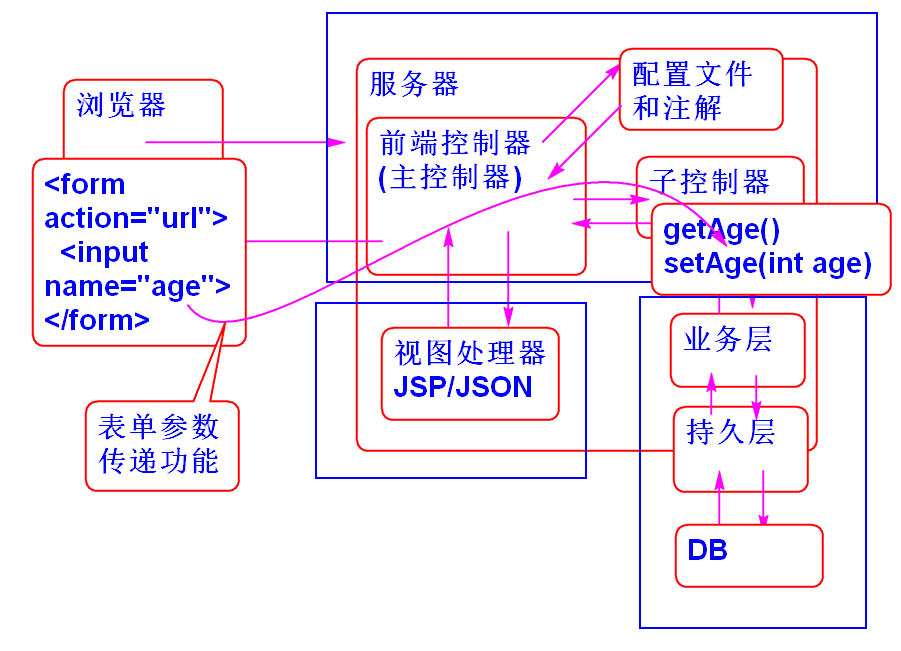 浏览器
<form
action="url">
<input
name="age">
</form>
表单参数
传递功能
服务器
前端控制器
(主控制器)
配置文件
和注解
子控制器
getAge()
setAge(int age)
视图处理器
JSP/JSON
业务层
持久层
DB